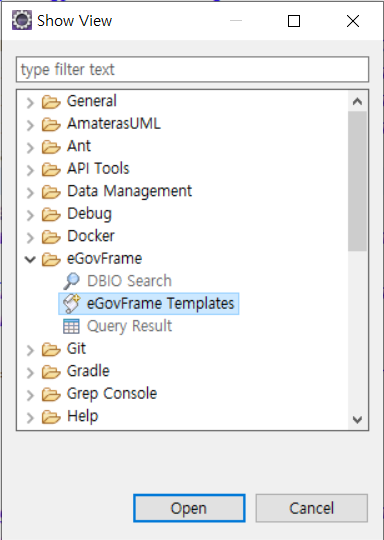 Show View
type filter text
General
AmaterasUML
Ant
API Tools
Data Management
Debug
Docker
eGovFrame
DBIO Search
eGovFrame Templates
Query Result
Git
Gradle
Grep Console
Help
Open Cancel